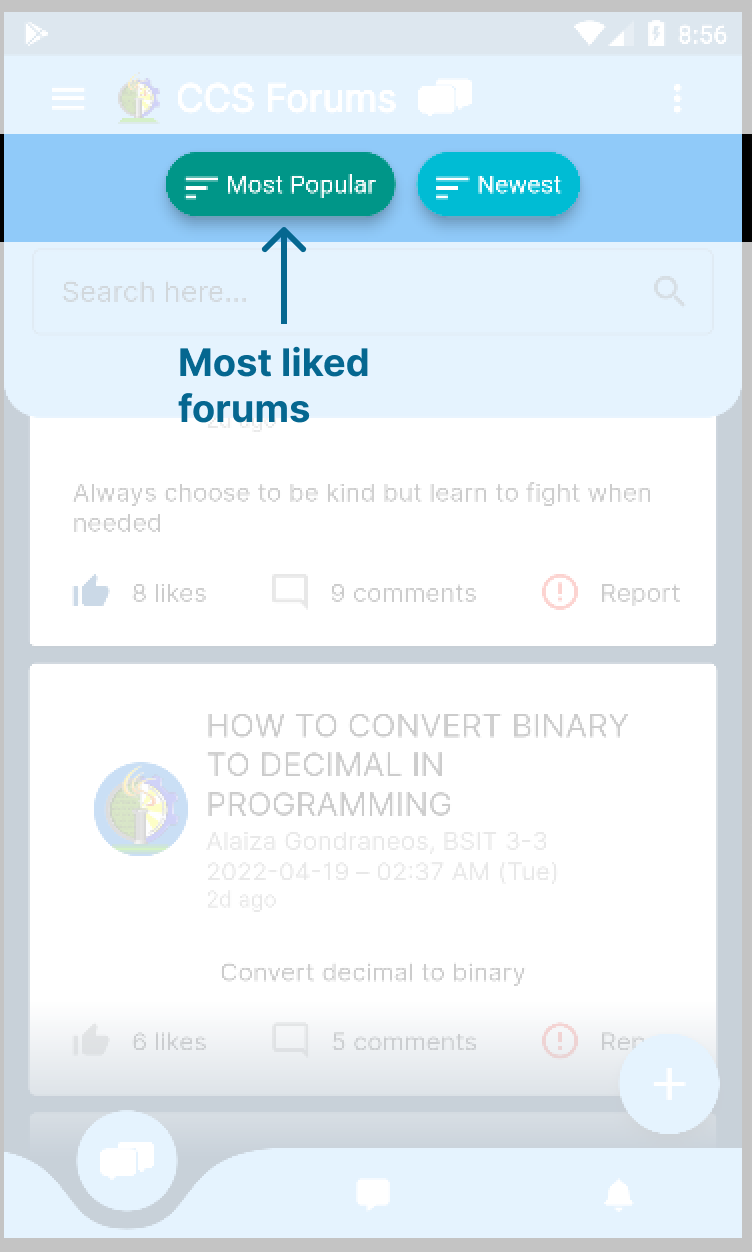 8:56
CCS Forums
Most Popular
Newest
Search here...
Most liked
forums
2d ago
Always choose to be kind but learn to fight when
needed
8 likes
9 comments
Report
HOW TO CONVERT BINARY
TO DECIMAL IN
PROGRAMMING
Alaiza Gondraneos, BSIT 3-3
2022-04-19 – 02:37 AM (Tue)
2d ago
Convert decimal to binary
6 likes
5 comments
Rep